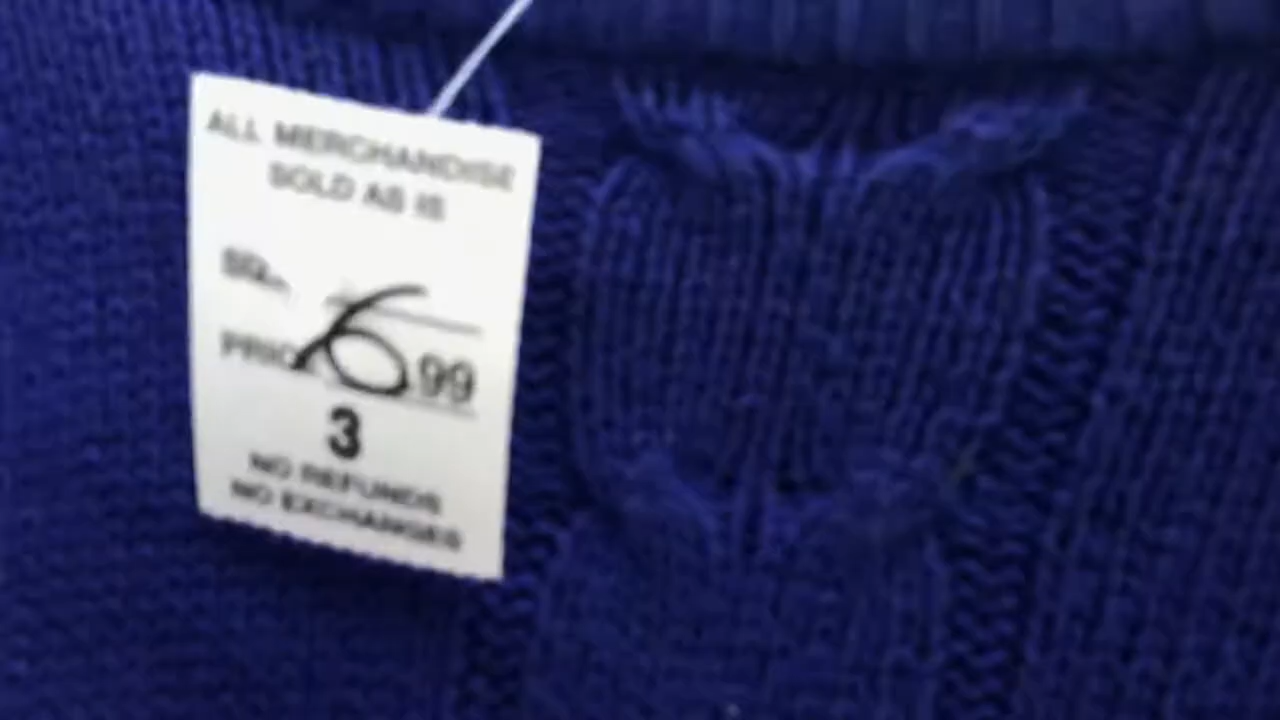 ALL MERCHANDISE
SOLD AS IS
PRICE 6.99
3
NO REFUNDS
NO EXCHANGES